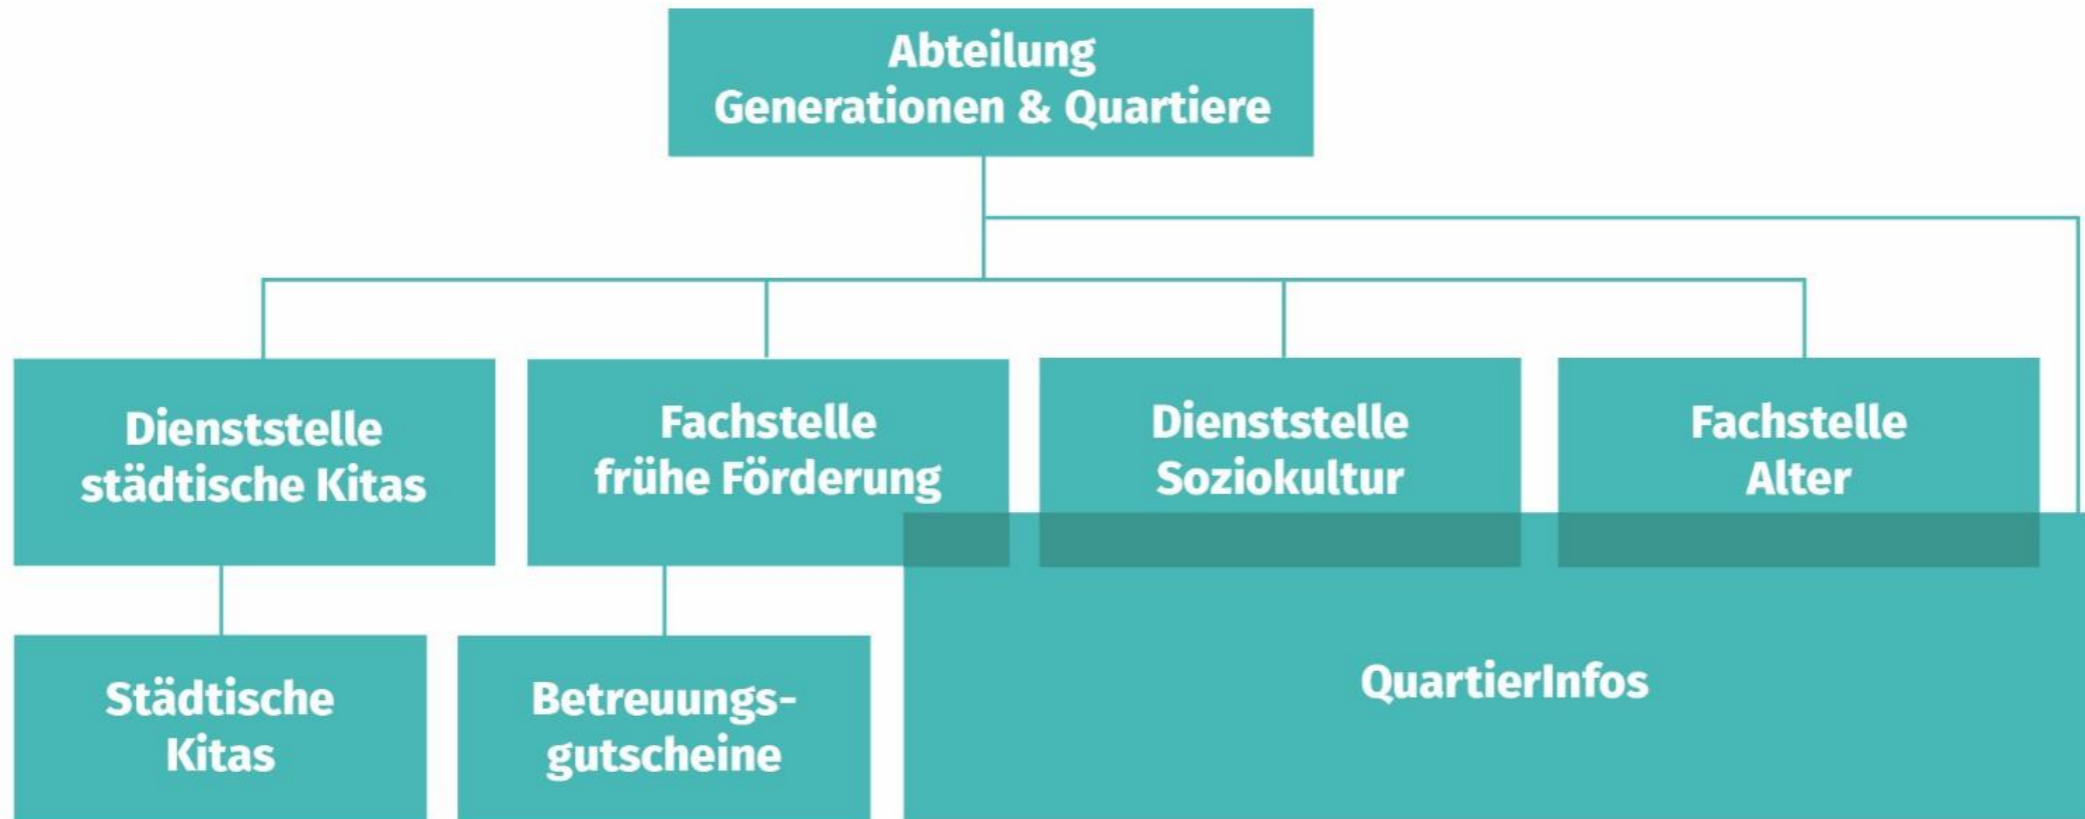 Abteilung
Generationen & Quartiere
Dienststelle
städtische Kitas
Fachstelle
frühe Förderung
Dienststelle
Soziokultur
Fachstelle
Alter
Städtische
Kitas
Betreuungs-
gutscheine
QuartierInfos